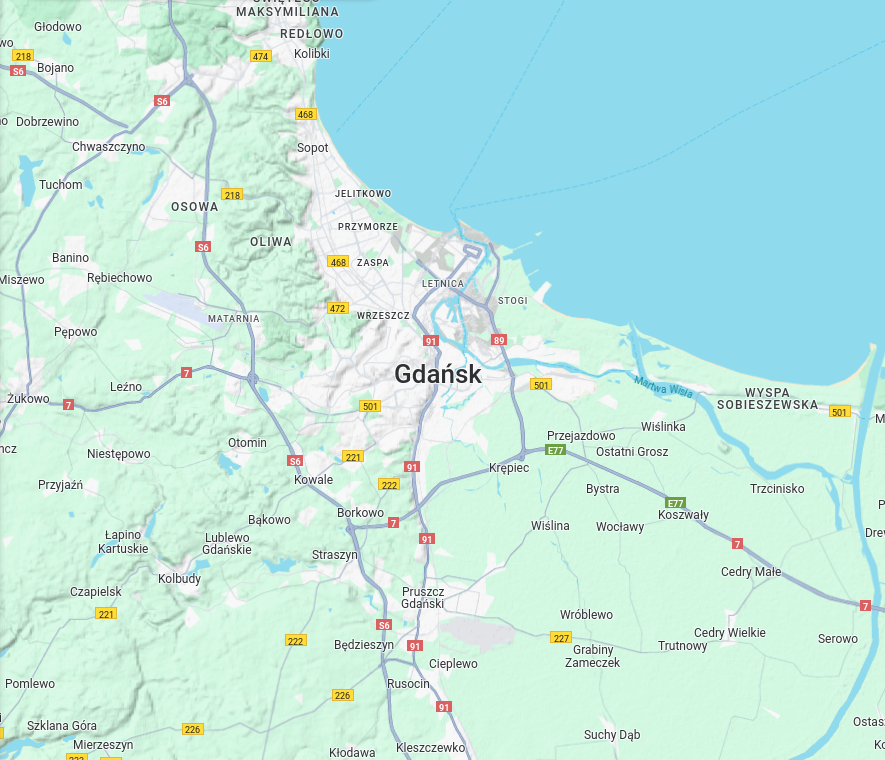 MAKSYMILIANA
REDŁOWO
Głodowo
Kolibki
218
474
S6
Bojano
S6
468
Dobrzewino
Chwaszczyno
Sopot
Tuchom
218
JELITKOWO
OSOWA
PRZYMORZE
S6
OLIWA
Banino
468
ZASPA
Miszewo
Rębiechowo
LETNICA
STOGI
472
MATARNIA
WRZESZCZ
Pępowo
91
89
7
Gdańsk
Leźno
501
Martwa Wisła
WYSPA
SOBIESZEWSKA
Żukowo
7
501
501
Wiślinka
Otomin
Przejazdowo
Niestępowo
221
E77
Ostatni Grosz
S6
91
Krępiec
Kowale
222
Przyjaźń
Bystra
Trzcinisko
E77
Koszwały
Borkowo
Bąkowo
7
Wiślina
Wocławy
Łapino
Kartuskie
Lublewo
Gdańskie
91
7
Straszyn
Cedry Małe
Kolbudy
Czapielsk
Pruszcz
Gdański
7
221
Wróblewo
S6
Cedry Wielkie
222
Będzieszyn
91
227
Trutnowy
Serowo
Grabiny
Zameczek
Cieplewo
Pomlewo
Rusocin
226
91
Szklana Góra
226
Suchy Dąb
Mierzeszyn
Kłodawa
Kleszczewko